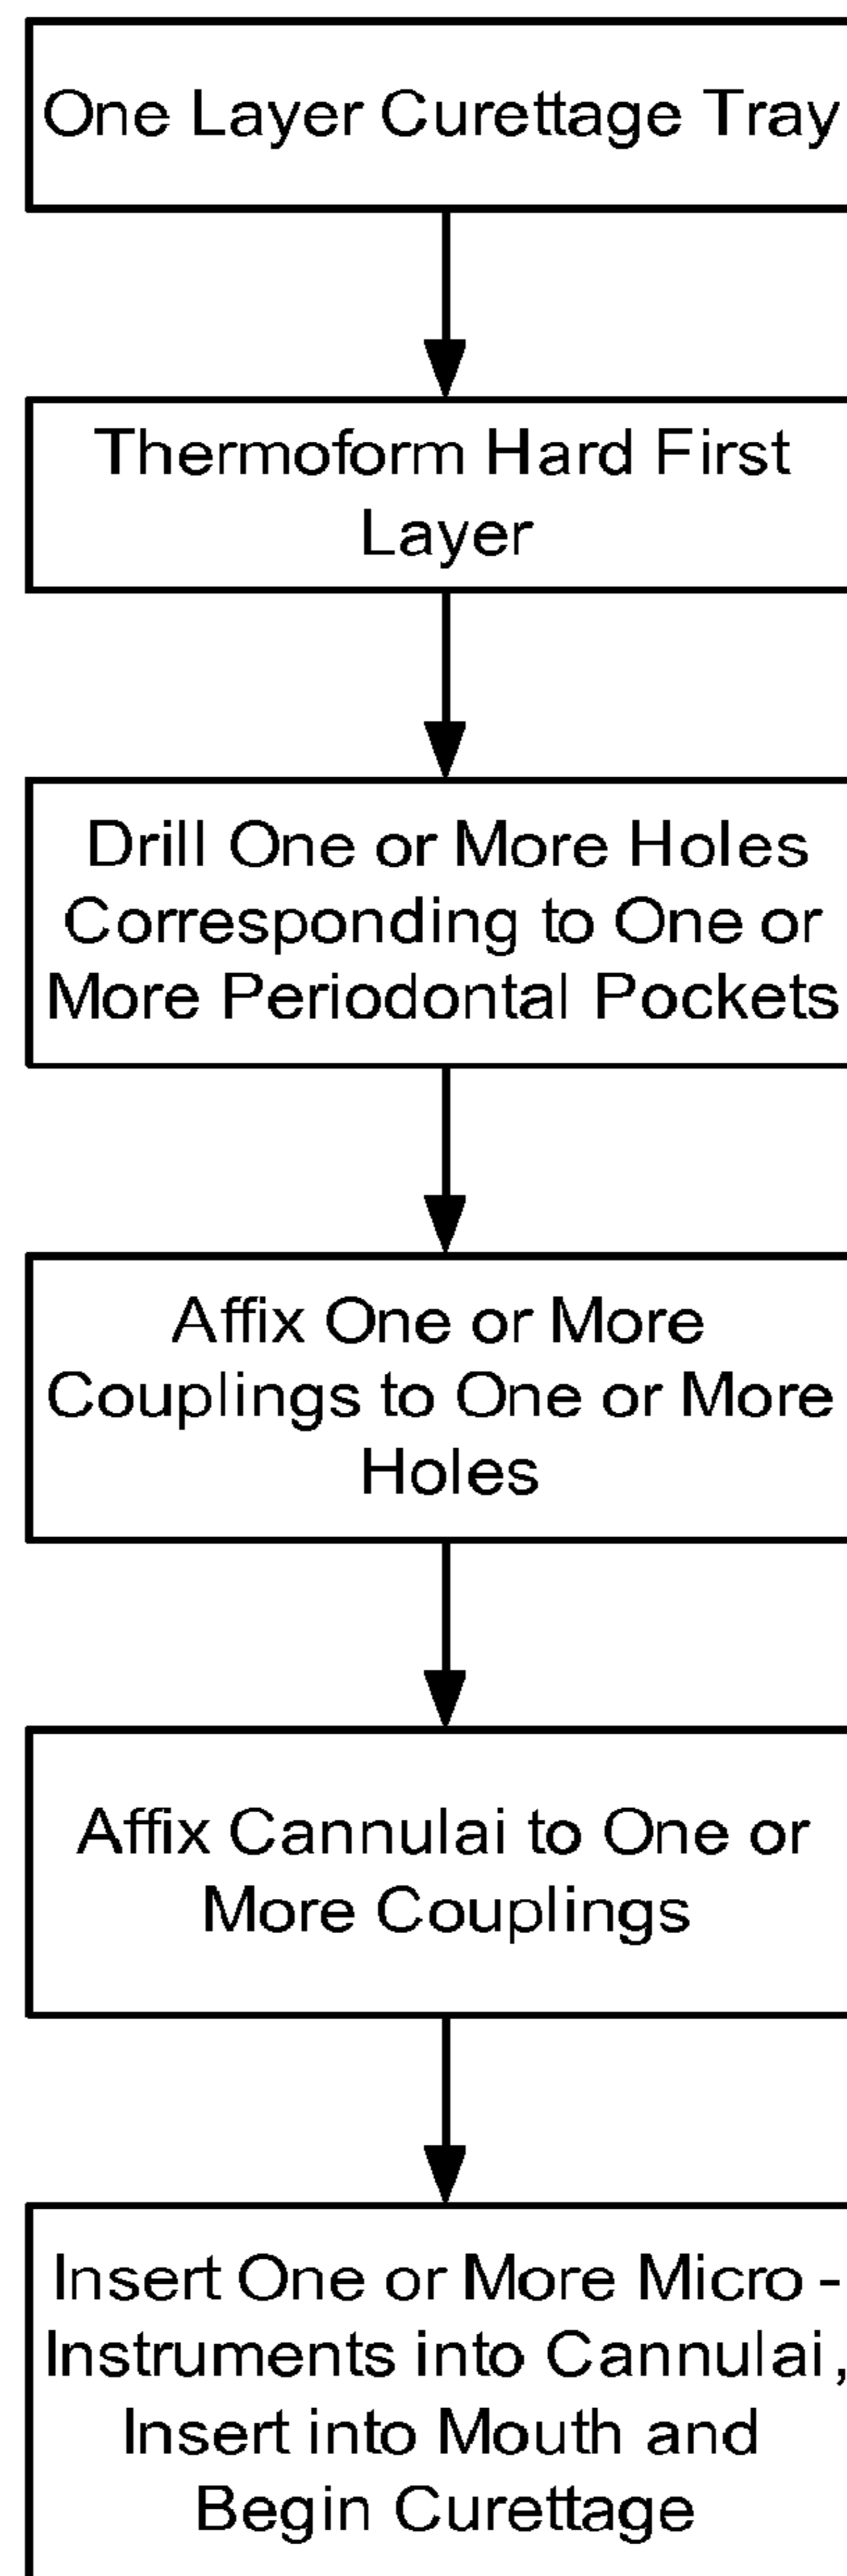 One Layer Curettage Tray
Thermoform Hard First
Layer
Drill One or More Holes
Corresponding to One or
More Periodontal Pockets
Affix One or More
Couplings to One or More
Holes
Affix Cannulai to One or
More Couplings
Insert One or More Micro -
Instruments into Cannulai,
Insert into Mouth and
Begin Curettage